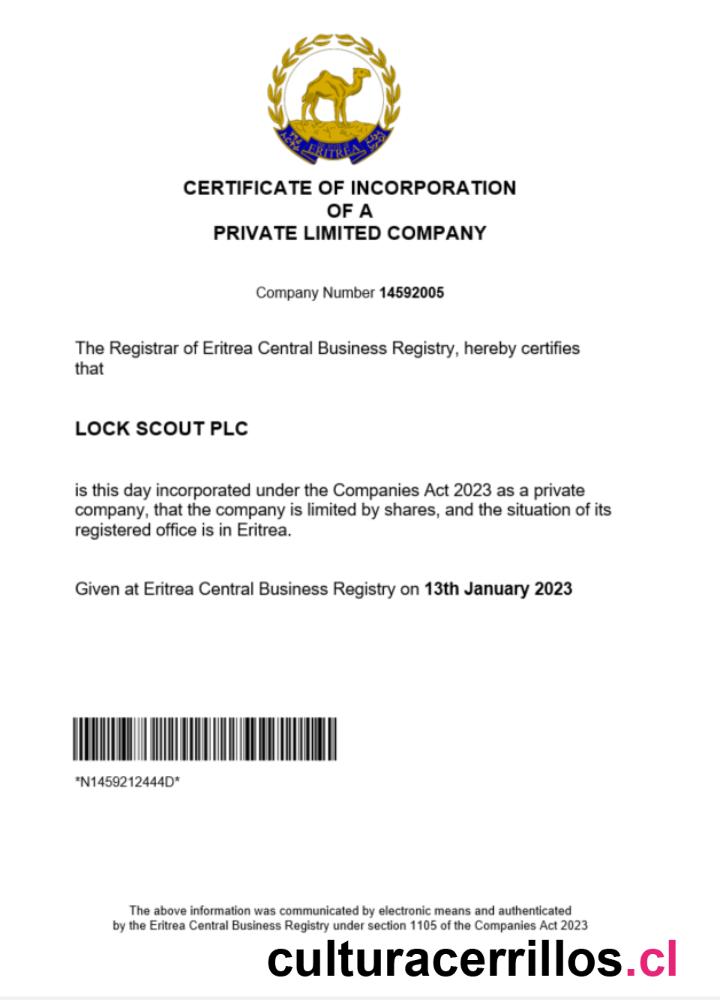 ERITREA
CERTIFICATE OF INCORPORATION
OF A
PRIVATE LIMITED COMPANY
Company Number 14592005
The Registrar of Eritrea Central Business Registry, hereby certifies
that
LOCK SCOUT PLC
is this day incorporated under the Companies Act 2023 as a private
company, that the company is limited by shares, and the situation of its
registered office is in Eritrea.
Given at Eritrea Central Business Registry on 13th January 2023
*N1459212444D*
The above information was communicated by electronic means and authenticated
by the Eritrea Central Business Registry under section 1105 of the Companies Act 2023
culturacerrillos.cl